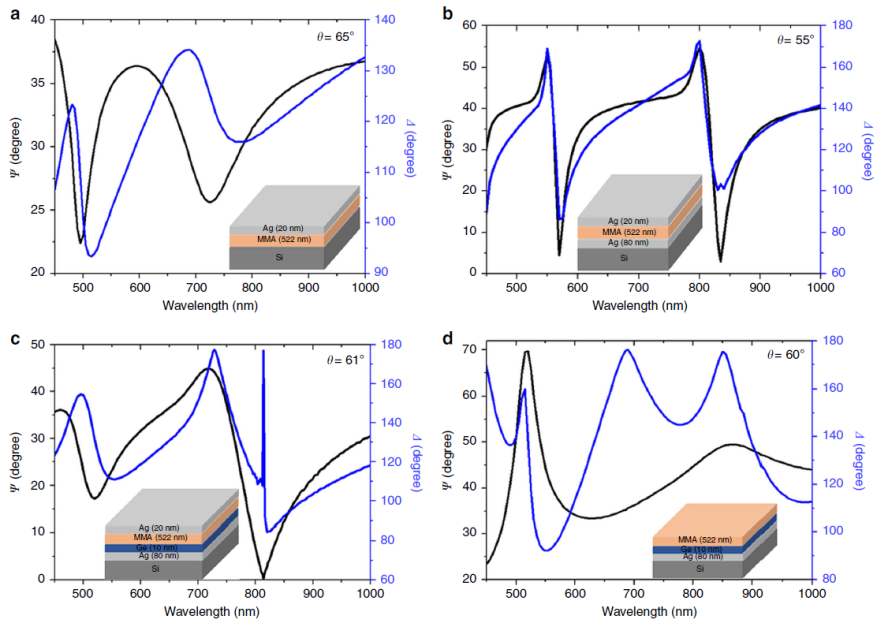 a
θ = 65°
40
35
30
25
20
Ψ (degree)
140
130
120
110
100
90
Δ (degree)
500 600 700 800 900 1000
Wavelength (nm)
Ag (20 nm)
MMA (522 nm)
Si
b
θ = 55°
60
50
40
30
20
10
0
Ψ (degree)
180
160
140
120
100
80
60
Δ (degree)
500 600 700 800 900 1000
Wavelength (nm)
Ag (20 nm)
MMA (522 nm)
Ag (80 nm)
Si
c
θ = 61°
50
40
30
20
10
0
Ψ (degree)
180
160
140
120
100
80
60
Δ (degree)
500 600 700 800 900 1000
Wavelength (nm)
Ag (20 nm)
MMA (522 nm)
Ge (10 nm)
Ag (80 nm)
Si
d
θ = 60°
70
60
50
40
30
20
Ψ (degree)
180
160
140
120
100
80
Δ (degree)
500 600 700 800 900 1000
Wavelength (nm)
MMA (522 nm)
Ge (10 nm)
Ag (80 nm)
Si